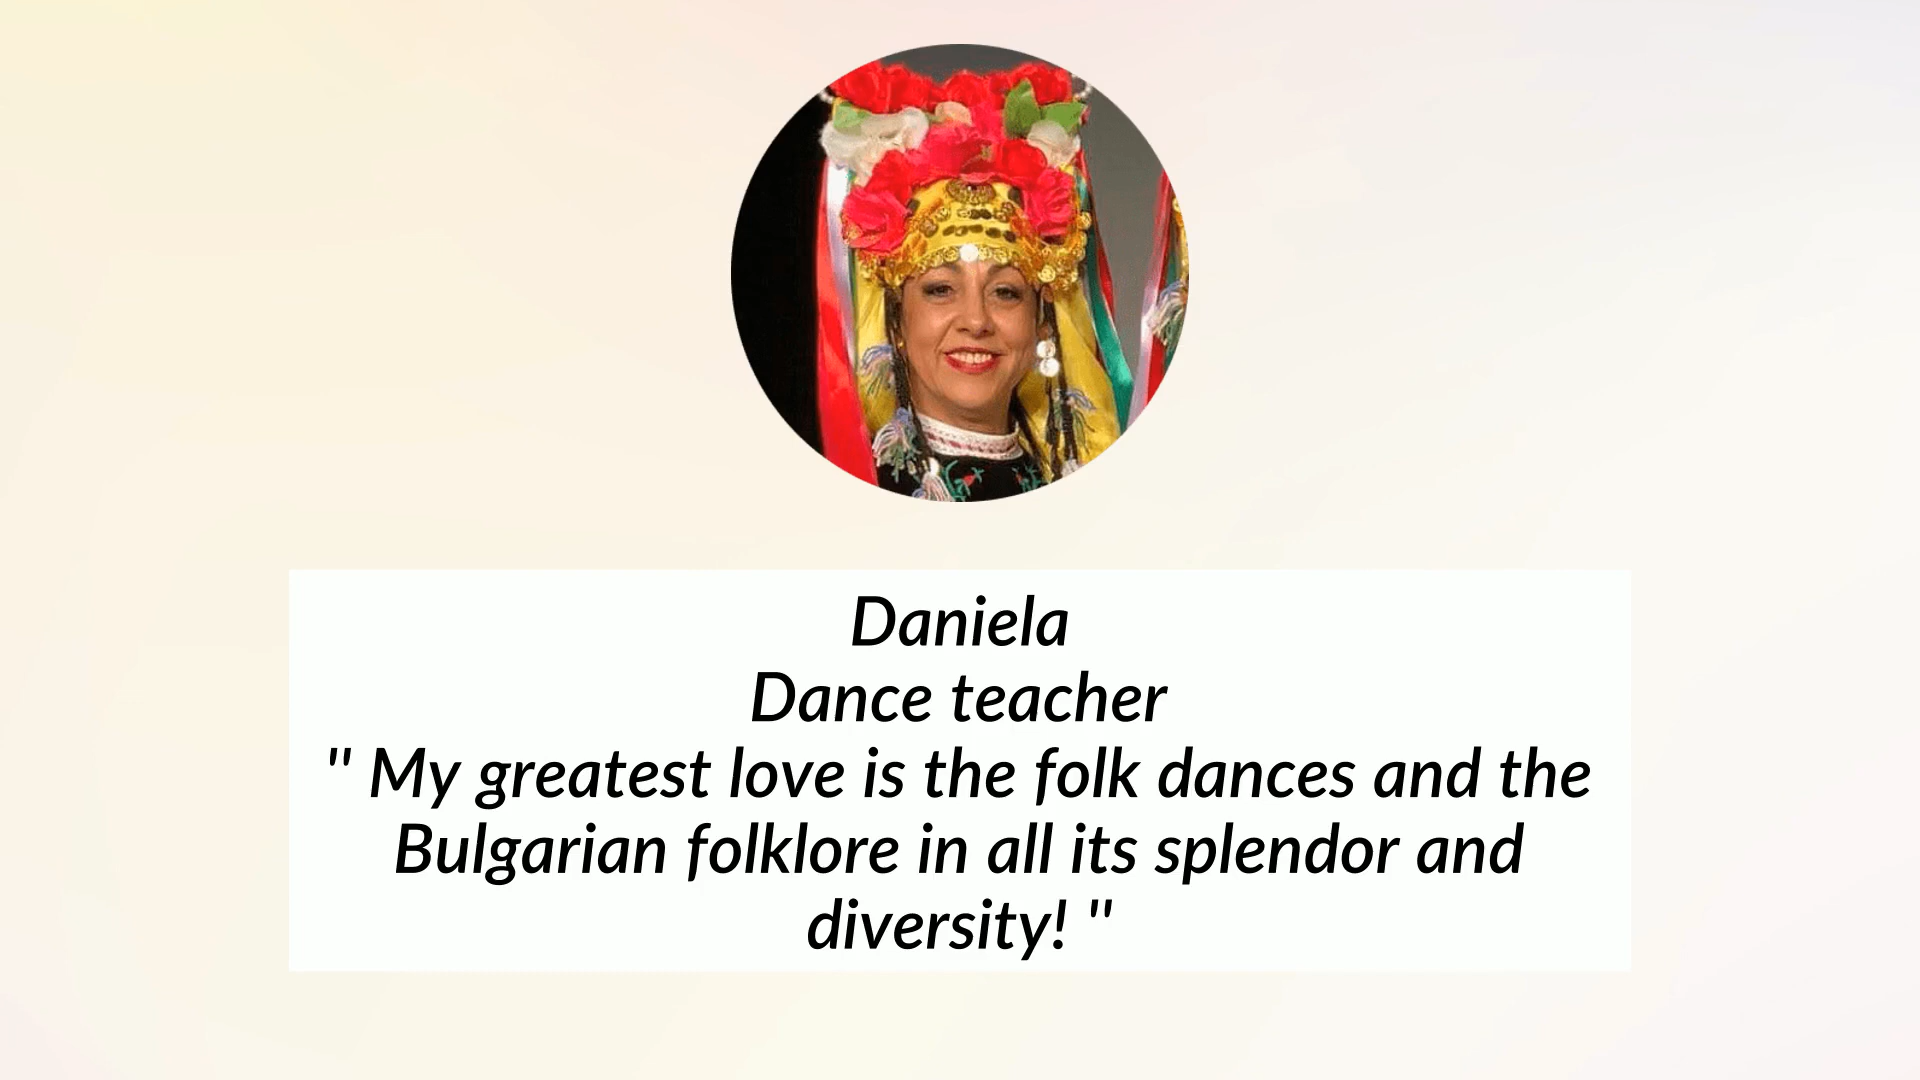 Daniela
Dance teacher
" My greatest love is the folk dances and the
Bulgarian folklore in all its splendor and
diversity! "